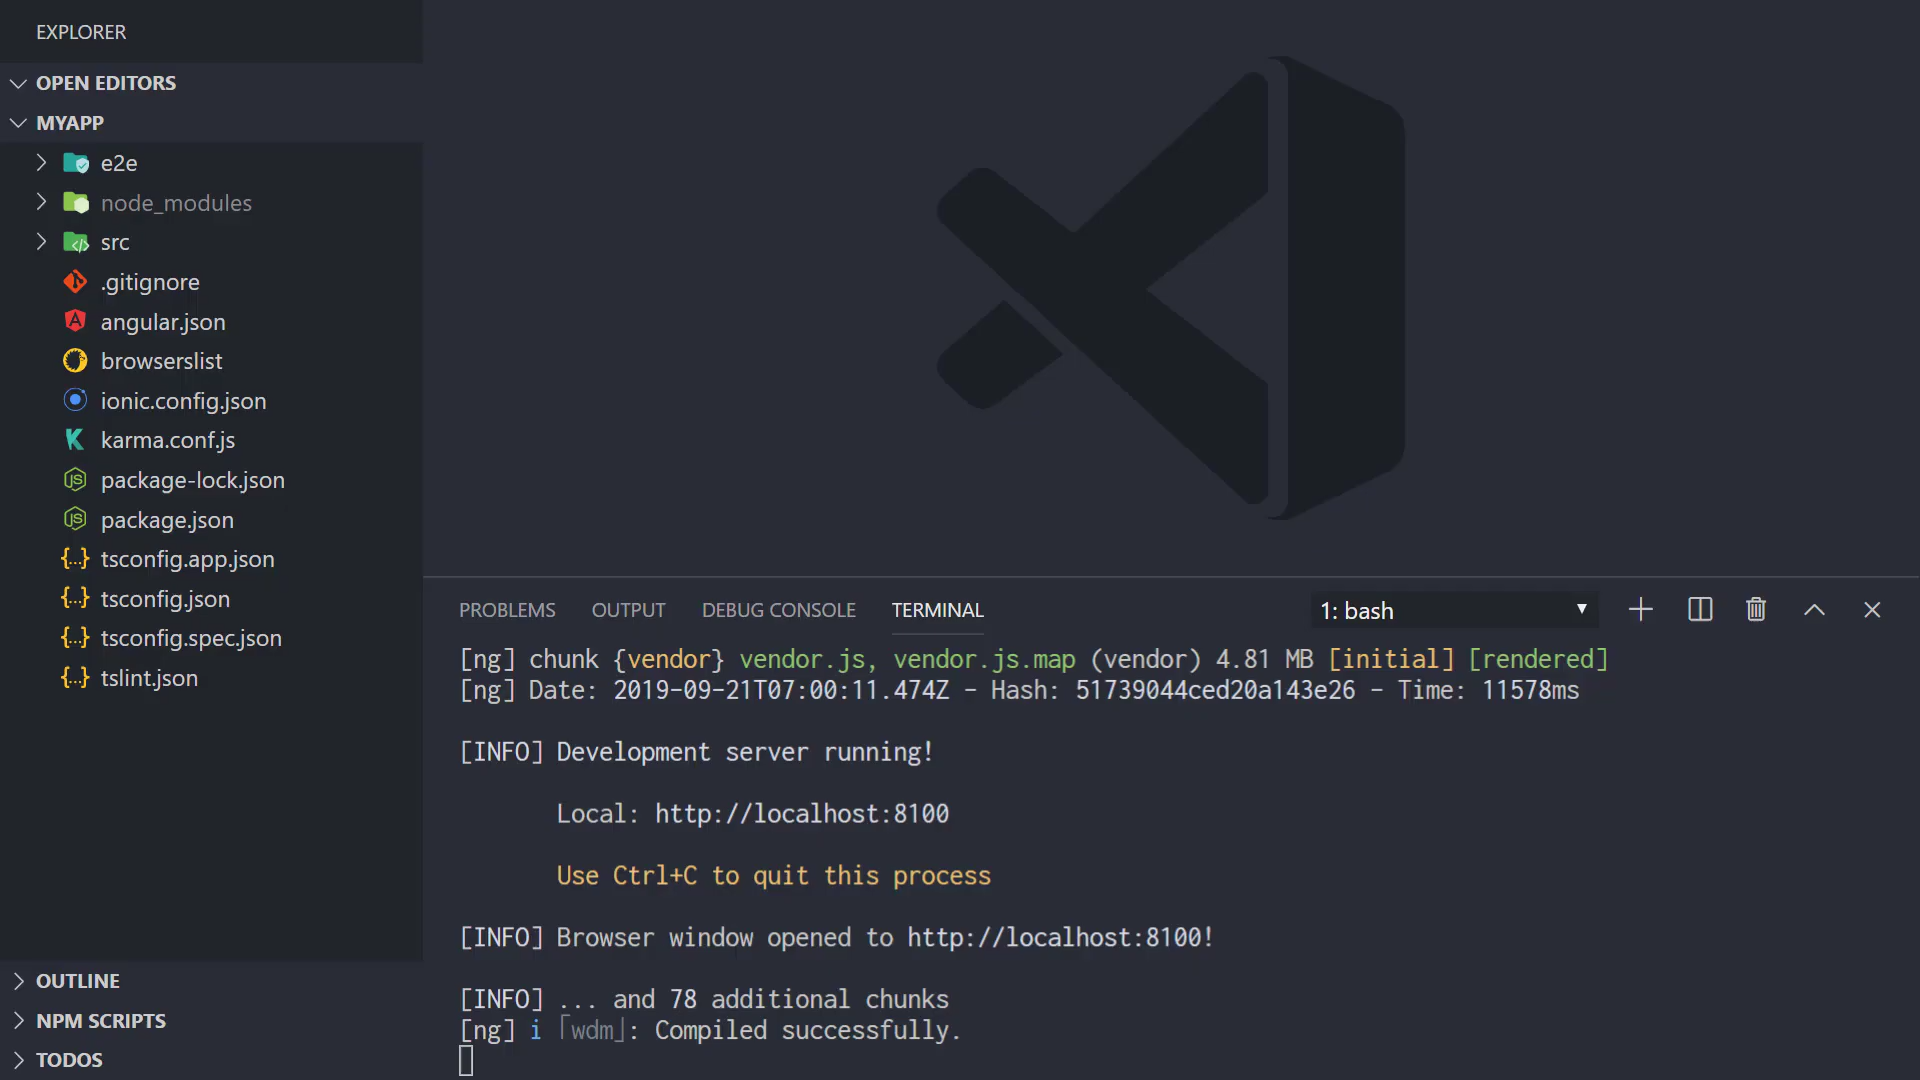 EXPLORER
OPEN EDITORS
MYAPP
e2e
node_modules
src
.gitignore
angular.json
browserslist
ionic.config.json
karma.conf.js
package-lock.json
package.json
tsconfig.app.json
tsconfig.json
tsconfig.spec.json
tslint.json
OUTLINE
NPM SCRIPTS
TODOS
PROBLEMS OUTPUT DEBUG CONSOLE TERMINAL 1: bash
[ng] chunk {vendor} vendor.js, vendor.js.map (vendor) 4.81 MB [initial] [rendered]
[ng] Date: 2019-09-21T07:00:11.474Z - Hash: 51739044ced20a143e26 - Time: 11578ms
[INFO] Development server running!
Local: http://localhost:8100
Use Ctrl+C to quit this process
[INFO] Browser window opened to http://localhost:8100!
[INFO] ... and 78 additional chunks
[ng] i ｢wdm｣: Compiled successfully.